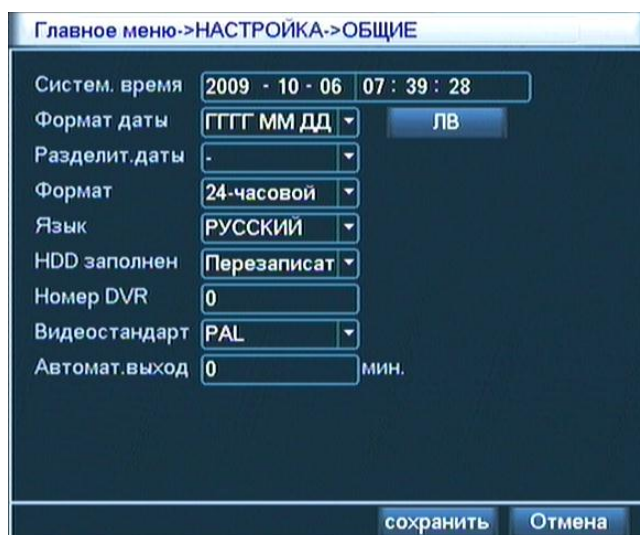 Главное меню->НАСТРОЙКА->ОБЩИЕ
Систем. время 2009 - 10 - 06 07 : 39 : 28
Формат даты ГГГГ ММ ДД ЛВ
Разделит.даты -
Формат 24-часовой
Язык РУССКИЙ
HDD заполнен Перезаписат
Номер DVR 0
Видеостандарт PAL
Автомат.выход 0 мин.
сохранить Отмена